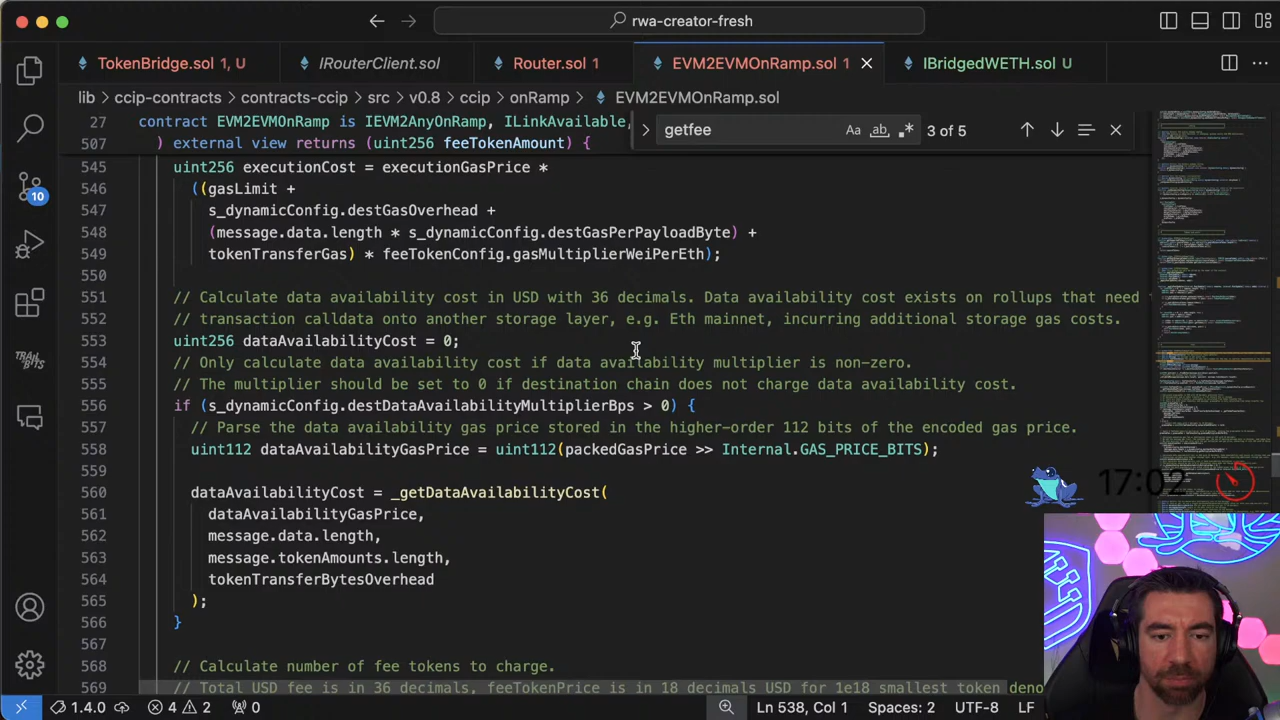 rwa-creator-fresh
TokenBridge.sol 1, U
IRouterClient.sol
Router.sol 1
EVM2EVMOnRamp.sol 1
IBridgedWETH.sol U
lib > ccip-contracts > contracts-ccip > src > v0.8 > ccip > onRamp > EVM2EVMOnRamp.sol
getfee
Aa ab .* 3 of 5
27 contract EVM2EVMOnRamp is IEVM2AnyOnRamp, ILinkAvailable,
507 ) external view returns (uint256 feeTokenAmount) {
545 uint256 executionCost = executionGasPrice *
546 ((gasLimit +
547 s_dynamicConfig.destGasOverhead +
548 (message.data.length * s_dynamicConfig.destGasPerPayloadByte) +
549 tokenTransferGas) * feeTokenConfig.gasMultiplierWeiPerEth);
550
551 // Calculate data availability cost in USD with 36 decimals. Data availability cost exists on rollups that need
552 // transaction calldata onto another storage layer, e.g. Eth mainnet, incurring additional storage gas costs.
553 uint256 dataAvailabilityCost = 0;
554 // Only calculate data availability cost if data availability multiplier is non-zero.
555 // The multiplier should be set to 0 if destination chain does not charge data availability cost.
556 if (s_dynamicConfig.destDataAvailabilityMultiplierBps > 0) {
557 // Parse the data availability gas price stored in the higher-order 112 bits of the encoded gas price.
558 uint112 dataAvailabilityGasPrice = uint112(packedGasPrice >> Internal.GAS_PRICE_BITS);
559
560 dataAvailabilityCost = _getDataAvailabilityCost(
561 dataAvailabilityGasPrice,
562 message.data.length,
563 message.tokenAmounts.length,
564 tokenTransferBytesOverhead
565 );
566 }
567
568 // Calculate number of fee tokens to charge.
569 // Total USD fee is in 36 decimals, feeTokenPrice is in 18 decimals USD for 1e18 smallest token deno
10
17:02
1.4.0
4 2
0
Ln 538, Col 1
Spaces: 2
UTF-8
LF